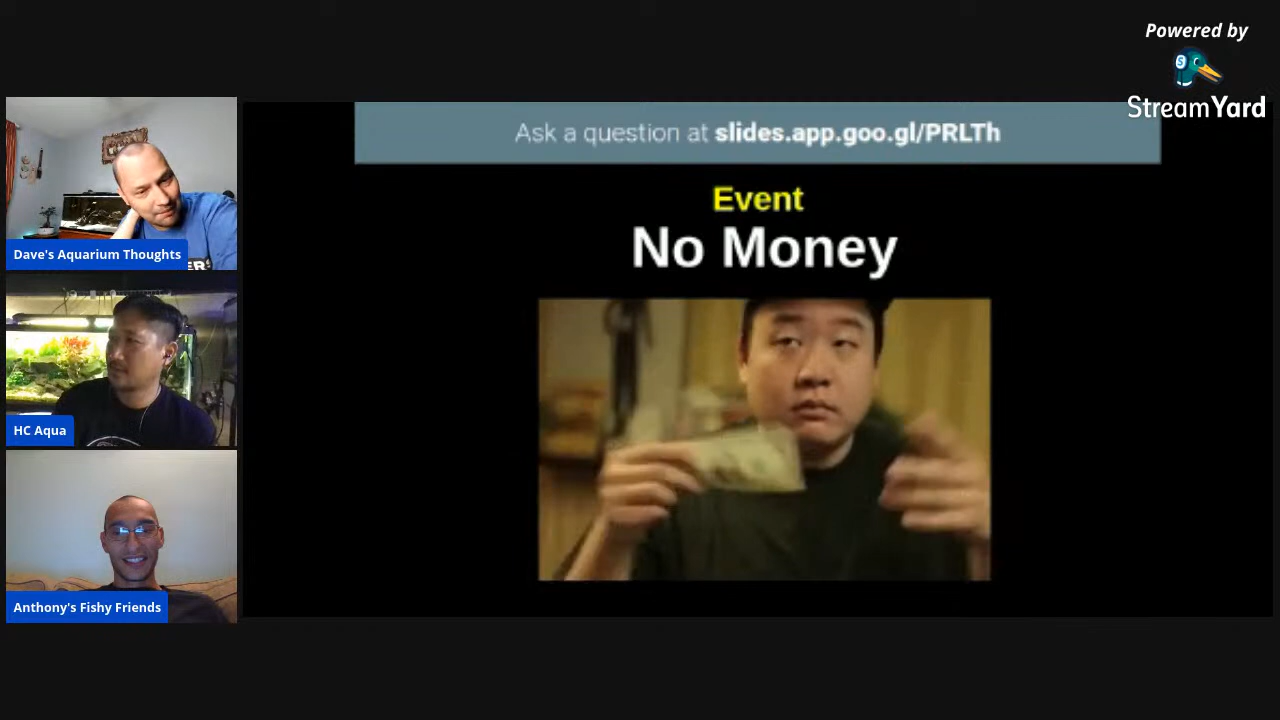 Powered by
StreamYard
Ask a question at slides.app.goo.gl/PRLTh
Event
No Money
Dave's Aquarium Thoughts
HC Aqua
Anthony's Fishy Friends